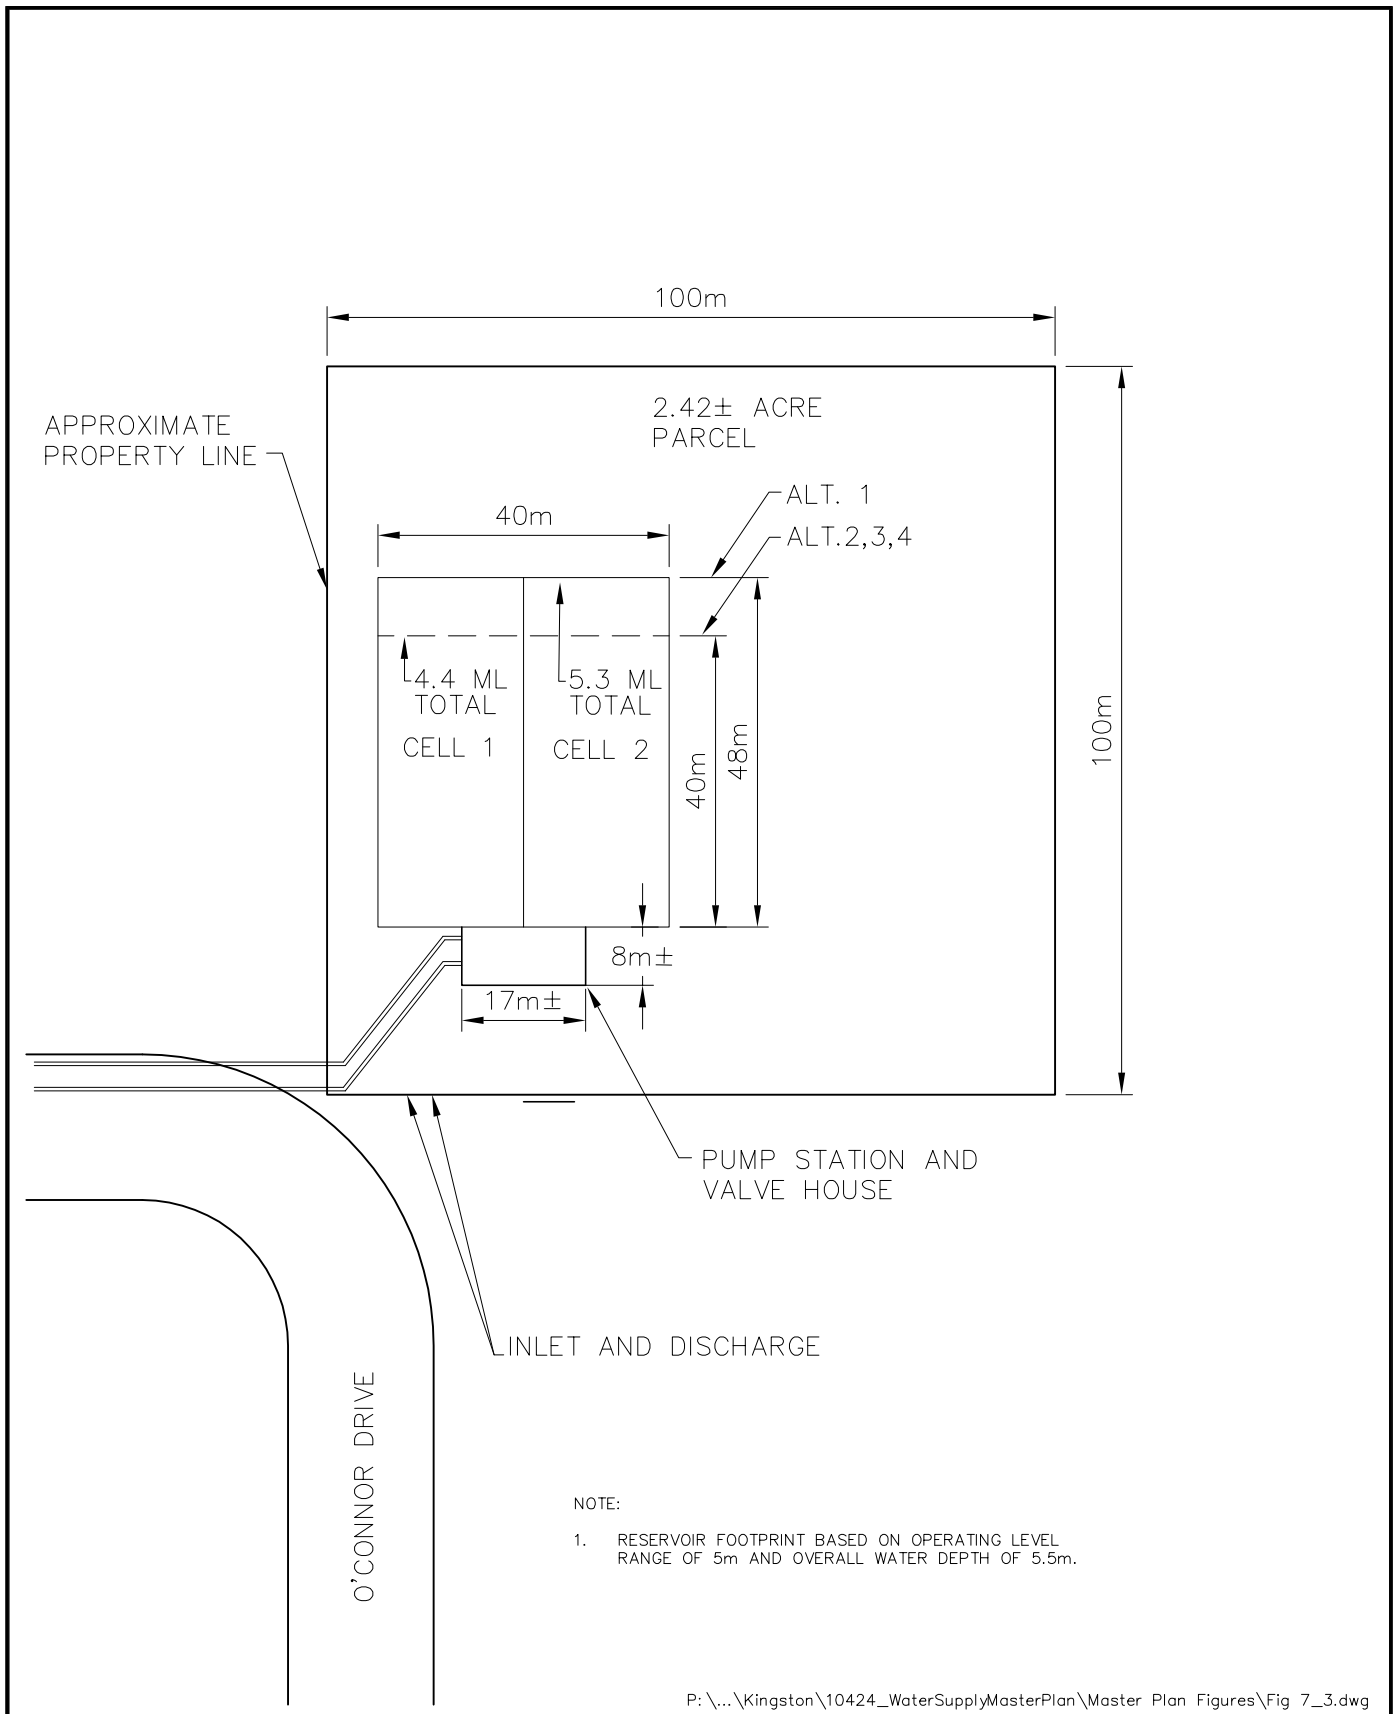 100m
2.42± ACRE
PARCEL
APPROXIMATE
PROPERTY LINE
ALT. 1
40m
ALT.2,3,4
4.4 ML
TOTAL
5.3 ML
TOTAL
CELL 1
CELL 2
40m
48m
100m
8m±
17m±
PUMP STATION AND
VALVE HOUSE
INLET AND DISCHARGE
O'CONNOR DRIVE
NOTE:
1. RESERVOIR FOOTPRINT BASED ON OPERATING LEVEL
RANGE OF 5m AND OVERALL WATER DEPTH OF 5.5m.
P:\...\Kingston\10424_WaterSupplyMasterPlan\Master Plan Figures\Fig 7_3.dwg